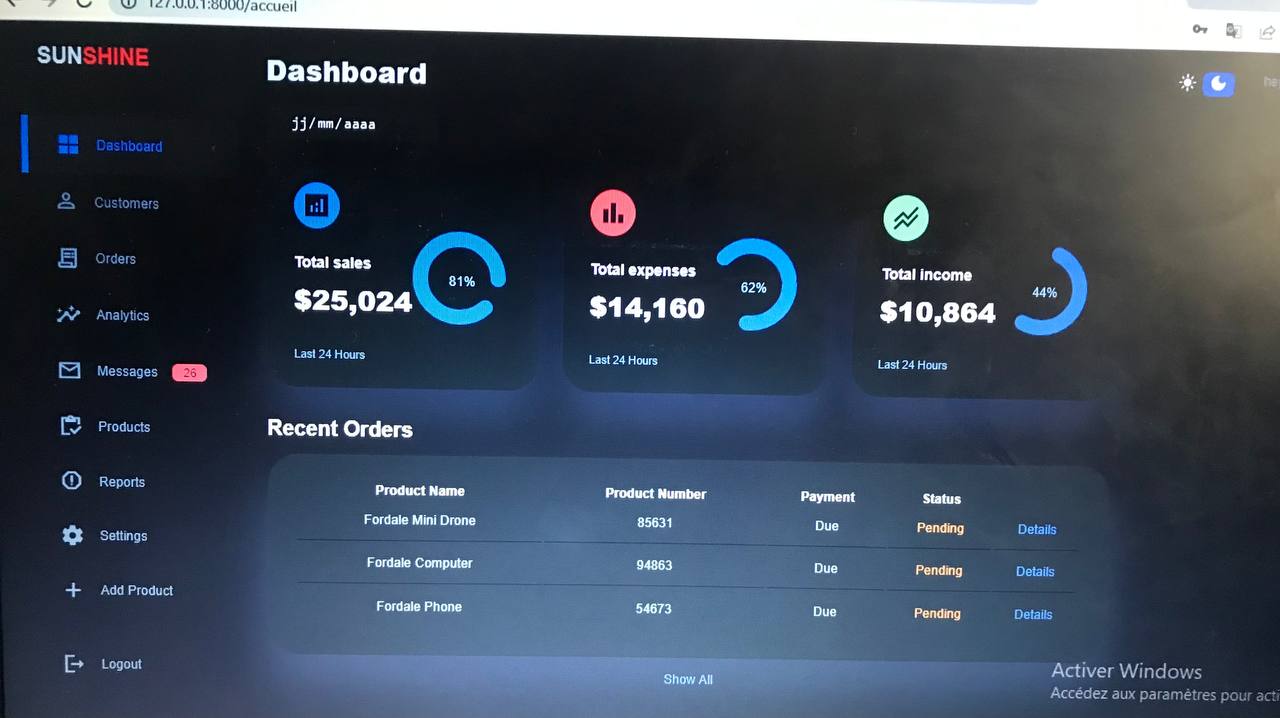 127.0.0.1:8000/accueil
SUNSHINE
Dashboard
jj/mm/aaaa
Dashboard
Customers
Orders
Analytics
Messages 26
Products
Reports
Settings
Add Product
Logout
Total sales
$25,024
81%
Last 24 Hours
Total expenses
$14,160
62%
Last 24 Hours
Total income
$10,864
44%
Last 24 Hours
Recent Orders
Product Name Product Number Payment Status
Fordale Mini Drone 85631 Due Pending Details
Fordale Computer 94863 Due Pending Details
Fordale Phone 54673 Due Pending Details
Show All
Activer Windows
Accédez aux paramètres pour